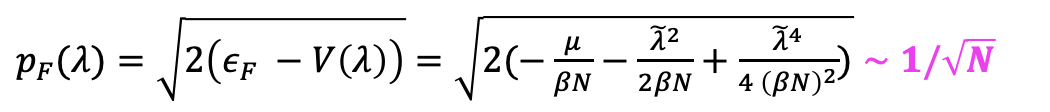 p_F(λ) = √(2(ϵ_F − V(λ))) = √(2(− μ/βN − λ̃²/2βN + λ̃⁴/4 (βN)²)) ~ 1/√N